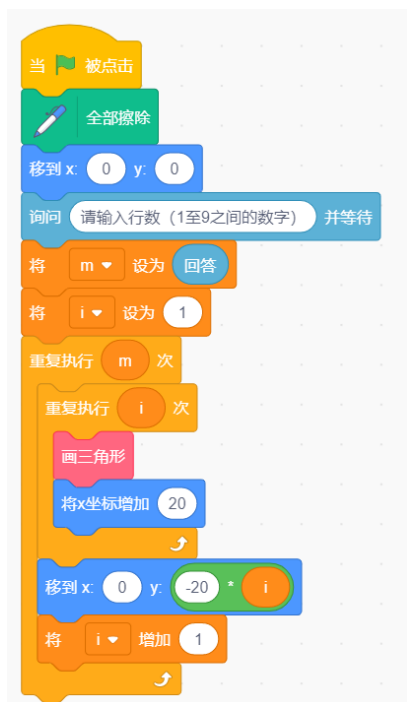 当 被点击
全部擦除
移到 x: 0 y: 0
询问 请输入行数（1至9之间的数字） 并等待
将 m 设为 回答
将 i 设为 1
重复执行 m 次
重复执行 i 次
画三角形
将x坐标增加 20
移到 x: 0 y: -20 * i
将 i 增加 1